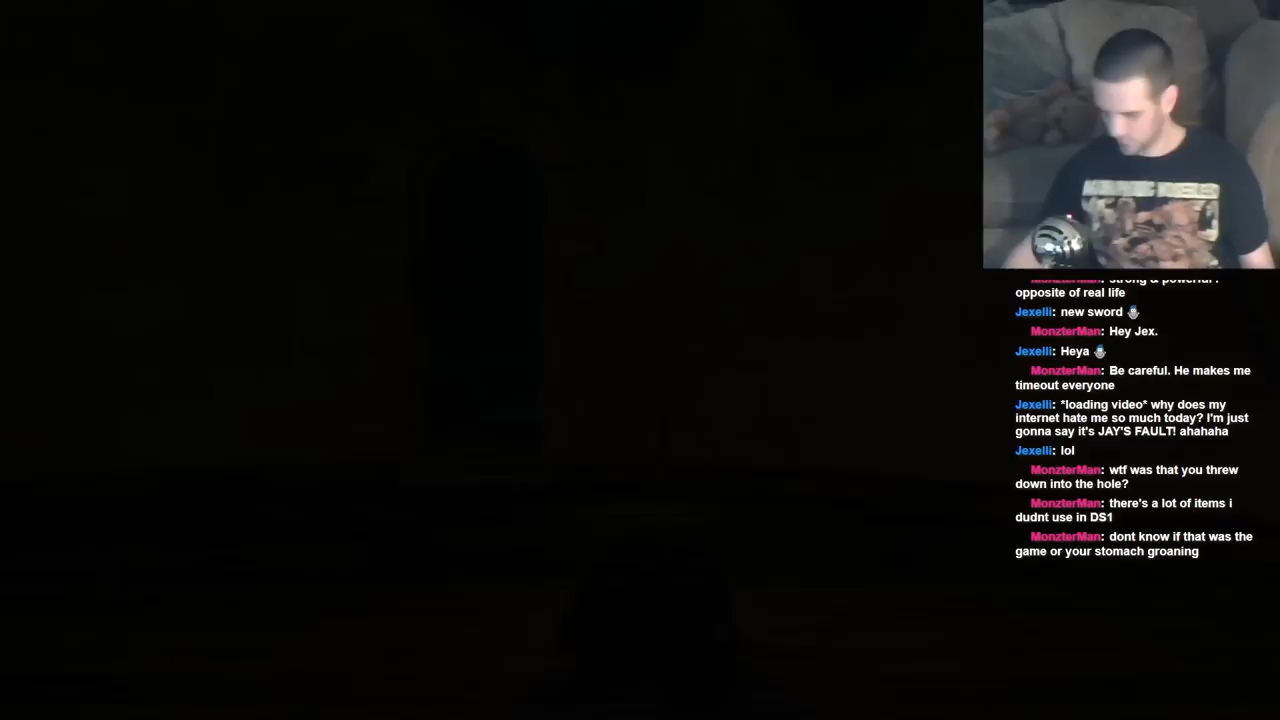 MonzterMan: strong & powerful?
opposite of real life
Jexelli: new sword
MonzterMan: Hey Jex.
Jexelli: Heya
MonzterMan: Be careful. He makes me
timeout everyone
Jexelli: *loading video* why does my
internet hate me so much today? I'm just
gonna say it's JAY'S FAULT! ahahaha
Jexelli: lol
MonzterMan: wtf was that you threw
down into the hole?
MonzterMan: there's a lot of items i
dudnt use in DS1
MonzterMan: dont know if that was the
game or your stomach groaning